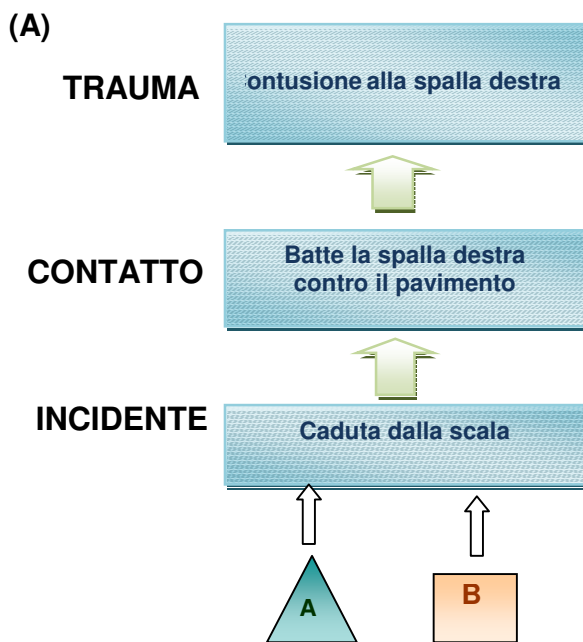 (A)
TRAUMA
ontusione alla spalla destra
CONTATTO
Batte la spalla destra
contro il pavimento
INCIDENTE
Caduta dalla scala
A
B